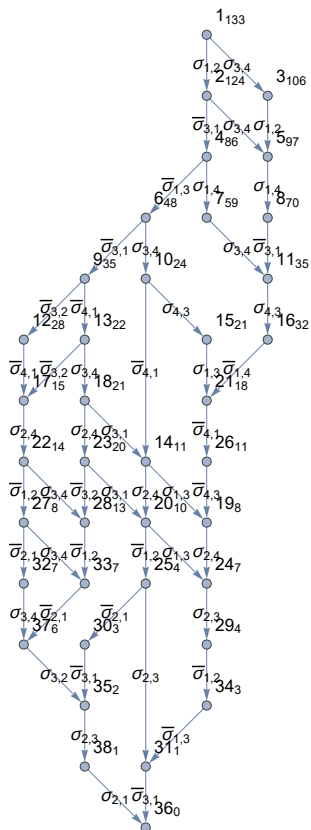 1₁₃₃
σ₁,₂ σ₃,₄
2₁₂₄ 3₁₀₆
σ̅₃,₁ σ₃,₄ σ₁,₂
4₈₆ 5₉₇
σ̅₁,₃ σ₁,₄ σ₁,₄
6₄₈ 7₅₉ 8₇₀
σ̅₃,₁ σ₃,₄ σ₃,₄ σ̅₃,₁
9₃₅ 10₂₄ 11₃₅
σ̅₃,₂ σ̅₄,₁ σ₄,₃ σ₄,₃
12₂₈ 13₂₂ 15₂₁ 16₃₂
σ̅₄,₁ σ̅₃,₂ σ₃,₄ σ̅₄,₁ σ₁,₃ σ̅₁,₄
17₁₅ 18₂₁ 21₁₈
σ₂,₄ σ₂,₄ σ₃,₁ σ̅₄,₁
22₁₄ 23₂₀ 14₁₁ 26₁₁
σ̅₁,₂ σ₃,₄ σ̅₃,₂ σ₃,₁ σ₂,₄ σ₁,₃ σ̅₄,₃
27₈ 28₁₃ 20₁₀ 19₈
σ̅₂,₁ σ₃,₄ σ̅₁,₂ σ̅₁,₂ σ₁,₃ σ₂,₄
32₇ 33₇ 25₄ 24₇
σ₃,₄ σ̅₂,₁ σ̅₂,₁ σ₂,₃
37₆ 30₃ 29₄
σ₃,₂ σ̅₃,₁ σ₂,₃ σ̅₁,₂
35₂ 34₃
σ₂,₃ σ̅₁,₃
38₁ 31₁
σ₂,₁ σ̅₃,₁
36₀